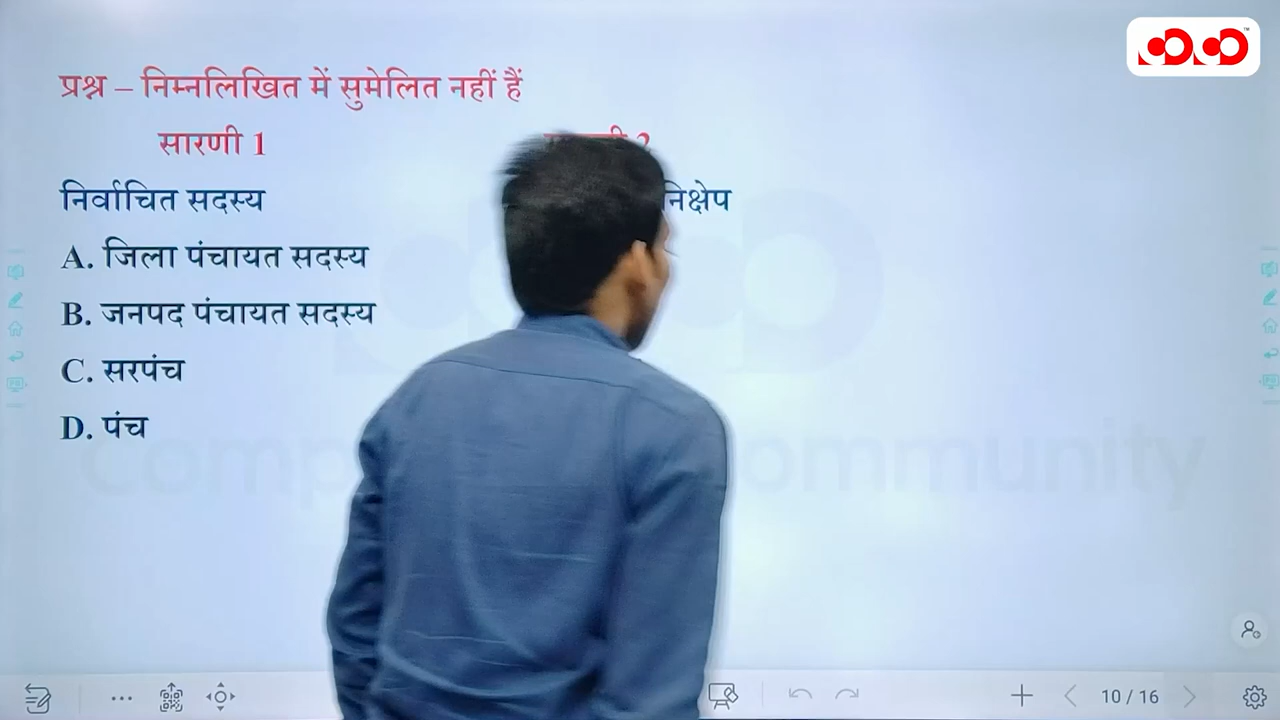 प्रश्न – निम्नलिखित में सुमेलित नहीं हैं
सारणी 1
निर्वाचित सदस्य
A. जिला पंचायत सदस्य
B. जनपद पंचायत सदस्य
C. सरपंच
D. पंच
10 / 16